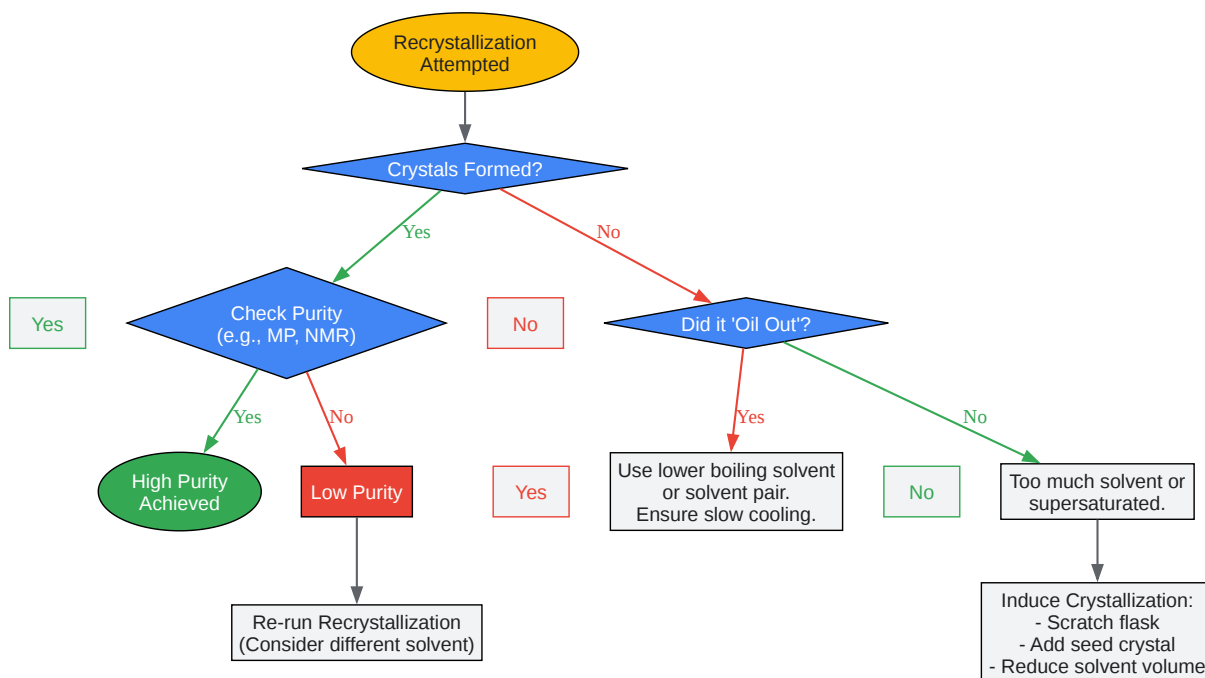 Recrystallization
Attempted
Crystals Formed?
Yes
No
Yes
Check Purity
(e.g., MP, NMR)
No
Did it 'Oil Out'?
Yes
No
Yes
No
High Purity
Achieved
Low Purity
Yes
Use lower boiling solvent
or solvent pair.
Ensure slow cooling.
No
Too much solvent or
supersaturated.
Re-run Recrystallization
(Consider different solvent)
Induce Crystallization:
- Scratch flask
- Add seed crystal
- Reduce solvent volume